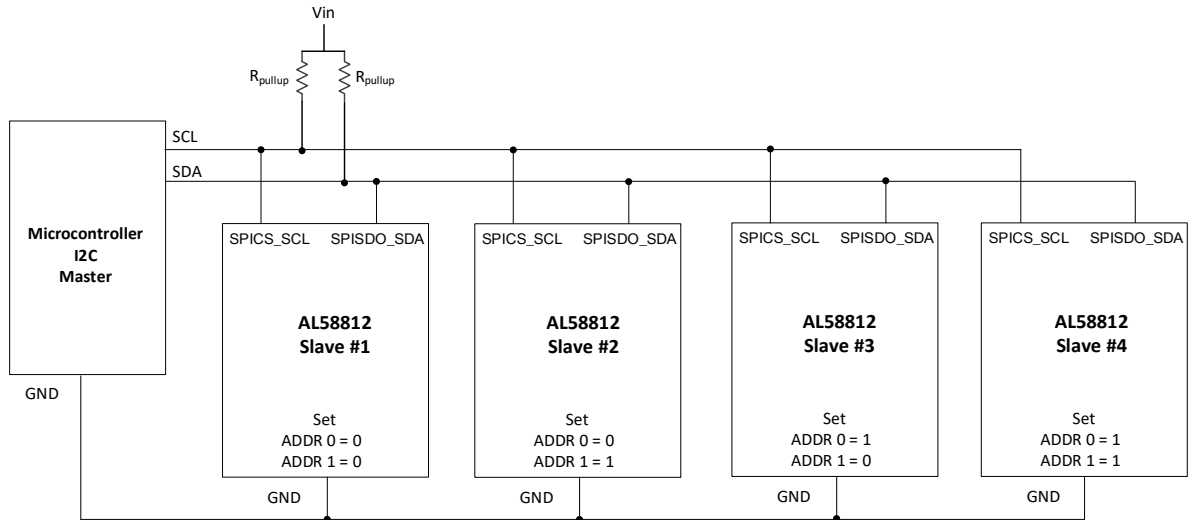 Vin
Rpullup Rpullup
SCL
SDA
Microcontroller
I2C
Master
GND
SPICS_SCL SPISDO_SDA
AL58812
Slave #1
Set
ADDR 0 = 0
ADDR 1 = 0
GND
SPICS_SCL SPISDO_SDA
AL58812
Slave #2
Set
ADDR 0 = 0
ADDR 1 = 1
GND
SPICS_SCL SPISDO_SDA
AL58812
Slave #3
Set
ADDR 0 = 1
ADDR 1 = 0
GND
SPICS_SCL SPISDO_SDA
AL58812
Slave #4
Set
ADDR 0 = 1
ADDR 1 = 1
GND